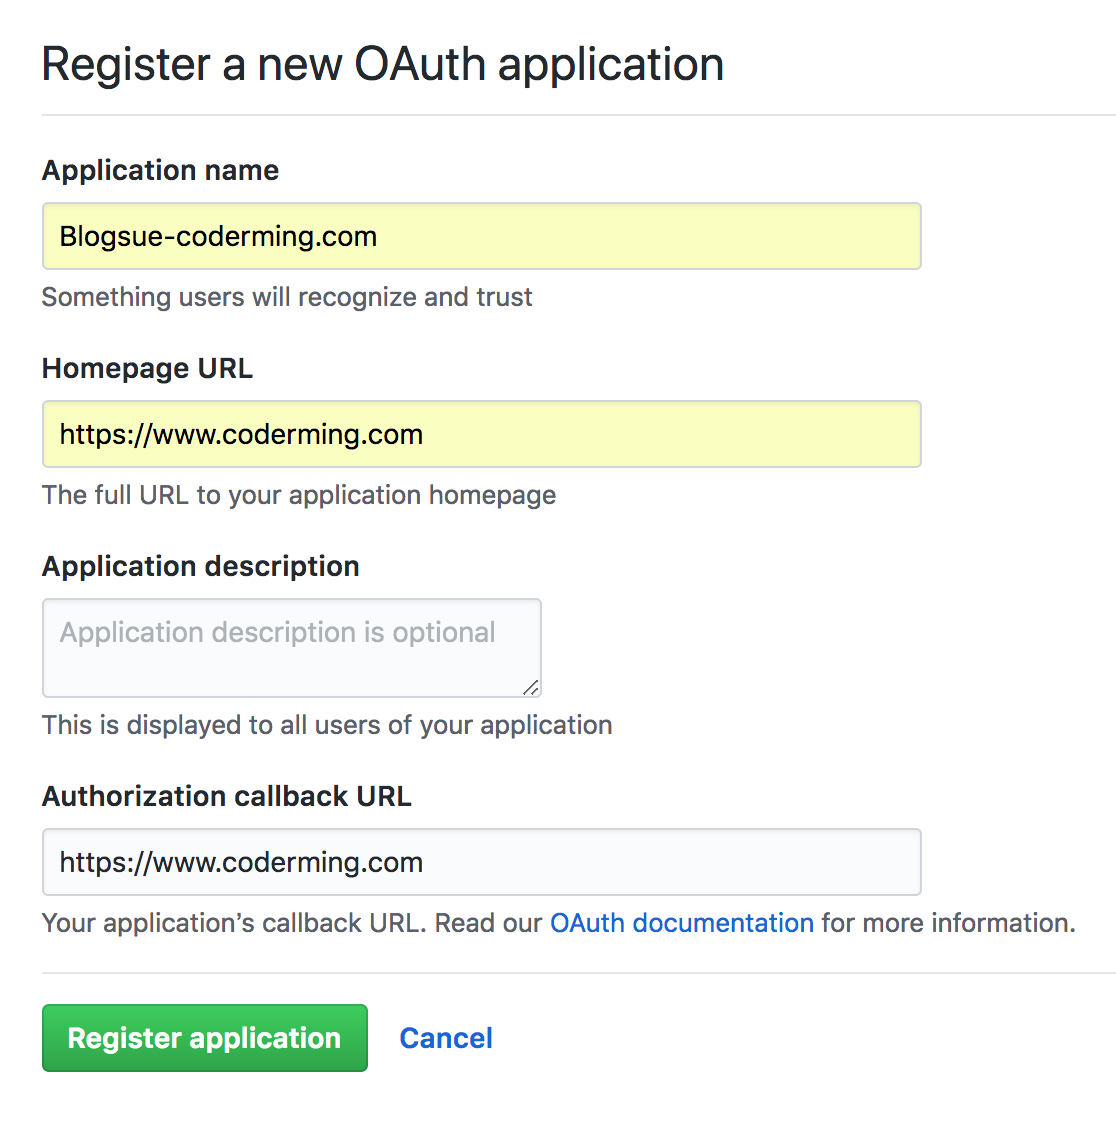 Register a new OAuth application
Application name
Blogsue-coderming.com
Something users will recognize and trust
Homepage URL
https://www.coderming.com
The full URL to your application homepage
Application description
Application description is optional
This is displayed to all users of your application
Authorization callback URL
https://www.coderming.com
Your application’s callback URL. Read our OAuth documentation for more information.
Register application Cancel